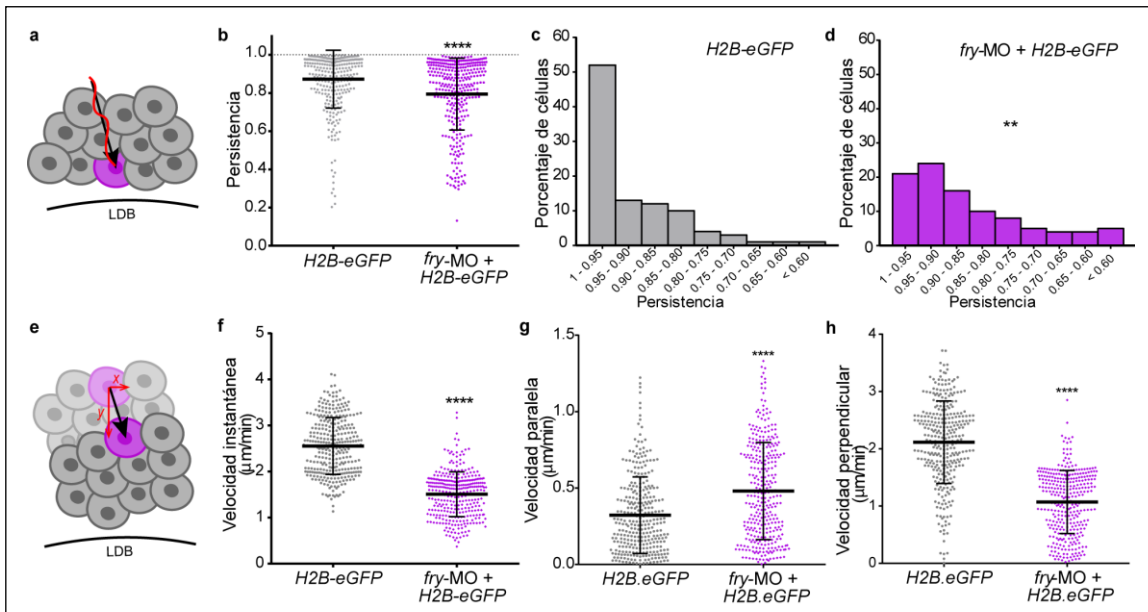 a
LDB
b
Persistencia
1.0
0.8
0.6
0.4
0.2
0.0
****
H2B-eGFP
fry-MO +
H2B-eGFP
c
H2B-eGFP
Porcentaje de células
60
50
40
30
20
10
0
1 - 0.95
0.95 - 0.90
0.90 - 0.85
0.85 - 0.80
0.80 - 0.75
0.75 - 0.70
0.70 - 0.65
0.65 - 0.60
< 0.60
Persistencia
d
fry-MO + H2B-eGFP
Porcentaje de células
60
50
40
30
20
10
0
**
1 - 0.95
0.95 - 0.90
0.90 - 0.85
0.85 - 0.80
0.80 - 0.75
0.75 - 0.70
0.70 - 0.65
0.65 - 0.60
< 0.60
Persistencia
e
x
y
LDB
f
Velocidad instantánea
(μm/min)
5
4
3
2
1
0
****
H2B-eGFP
fry-MO +
H2B-eGFP
g
Velocidad paralela
(μm/min)
1.5
1.0
0.5
0.0
****
H2B.eGFP
fry-MO +
H2B.eGFP
h
Velocidad perpendicular
(μm/min)
4
3
2
1
0
****
H2B.eGFP
fry-MO +
H2B.eGFP